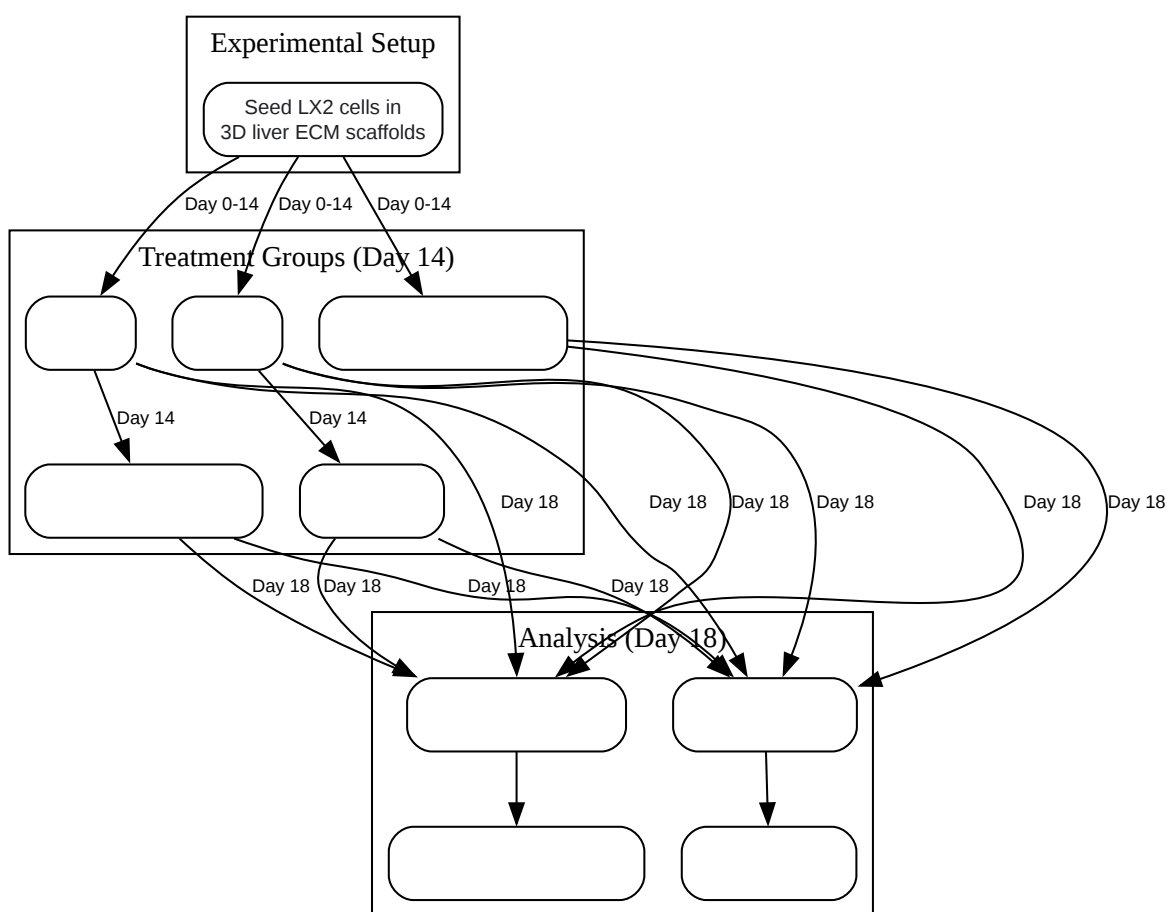 Experimental Setup
Seed LX2 cells in
3D liver ECM scaffolds
Day 0-14
Day 0-14
Day 0-14
Treatment Groups (Day 14)
Day 14
Day 14
Day 18
Day 18
Day 18
Day 18
Day 18
Day 18
Day 18
Day 18
Day 18
Day 18
Analysis (Day 18)